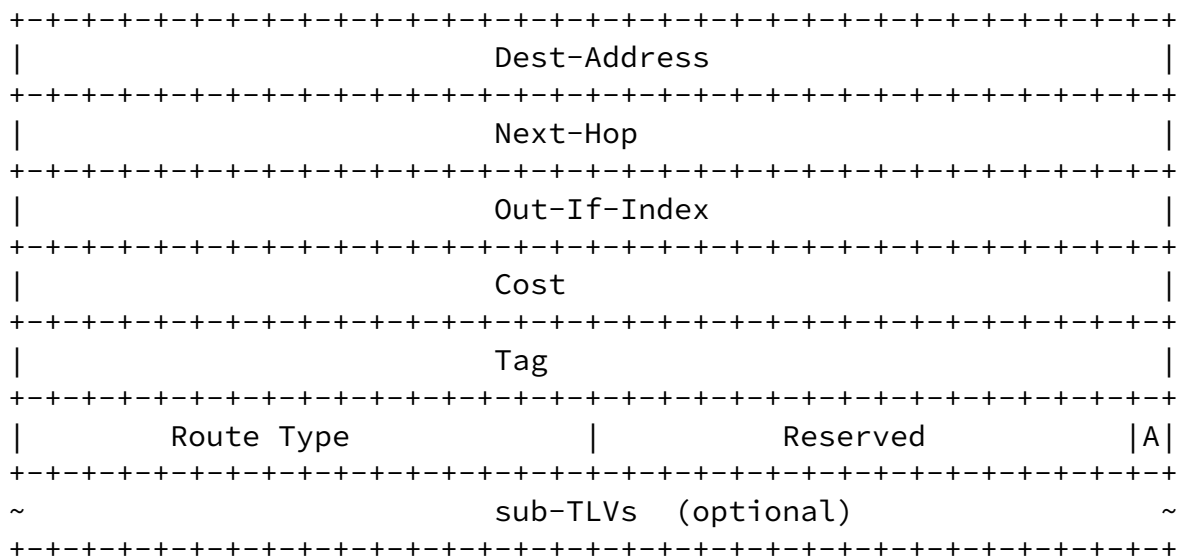 +-+-+-+-+-+-+-+-+-+-+-+-+-+-+-+-+-+-+-+-+-+-+-+-+-+-+-+-+-+-+-+-+
| Dest-Address |
+-+-+-+-+-+-+-+-+-+-+-+-+-+-+-+-+-+-+-+-+-+-+-+-+-+-+-+-+-+-+-+-+
| Next-Hop |
+-+-+-+-+-+-+-+-+-+-+-+-+-+-+-+-+-+-+-+-+-+-+-+-+-+-+-+-+-+-+-+-+
| Out-If-Index |
+-+-+-+-+-+-+-+-+-+-+-+-+-+-+-+-+-+-+-+-+-+-+-+-+-+-+-+-+-+-+-+-+
| Cost |
+-+-+-+-+-+-+-+-+-+-+-+-+-+-+-+-+-+-+-+-+-+-+-+-+-+-+-+-+-+-+-+-+
| Tag |
+-+-+-+-+-+-+-+-+-+-+-+-+-+-+-+-+-+-+-+-+-+-+-+-+-+-+-+-+-+-+-+-+
| Route Type | Reserved |A|
+-+-+-+-+-+-+-+-+-+-+-+-+-+-+-+-+-+-+-+-+-+-+-+-+-+-+-+-+-+-+-+-+
~ sub-TLVs (optional) ~
+-+-+-+-+-+-+-+-+-+-+-+-+-+-+-+-+-+-+-+-+-+-+-+-+-+-+-+-+-+-+-+-+